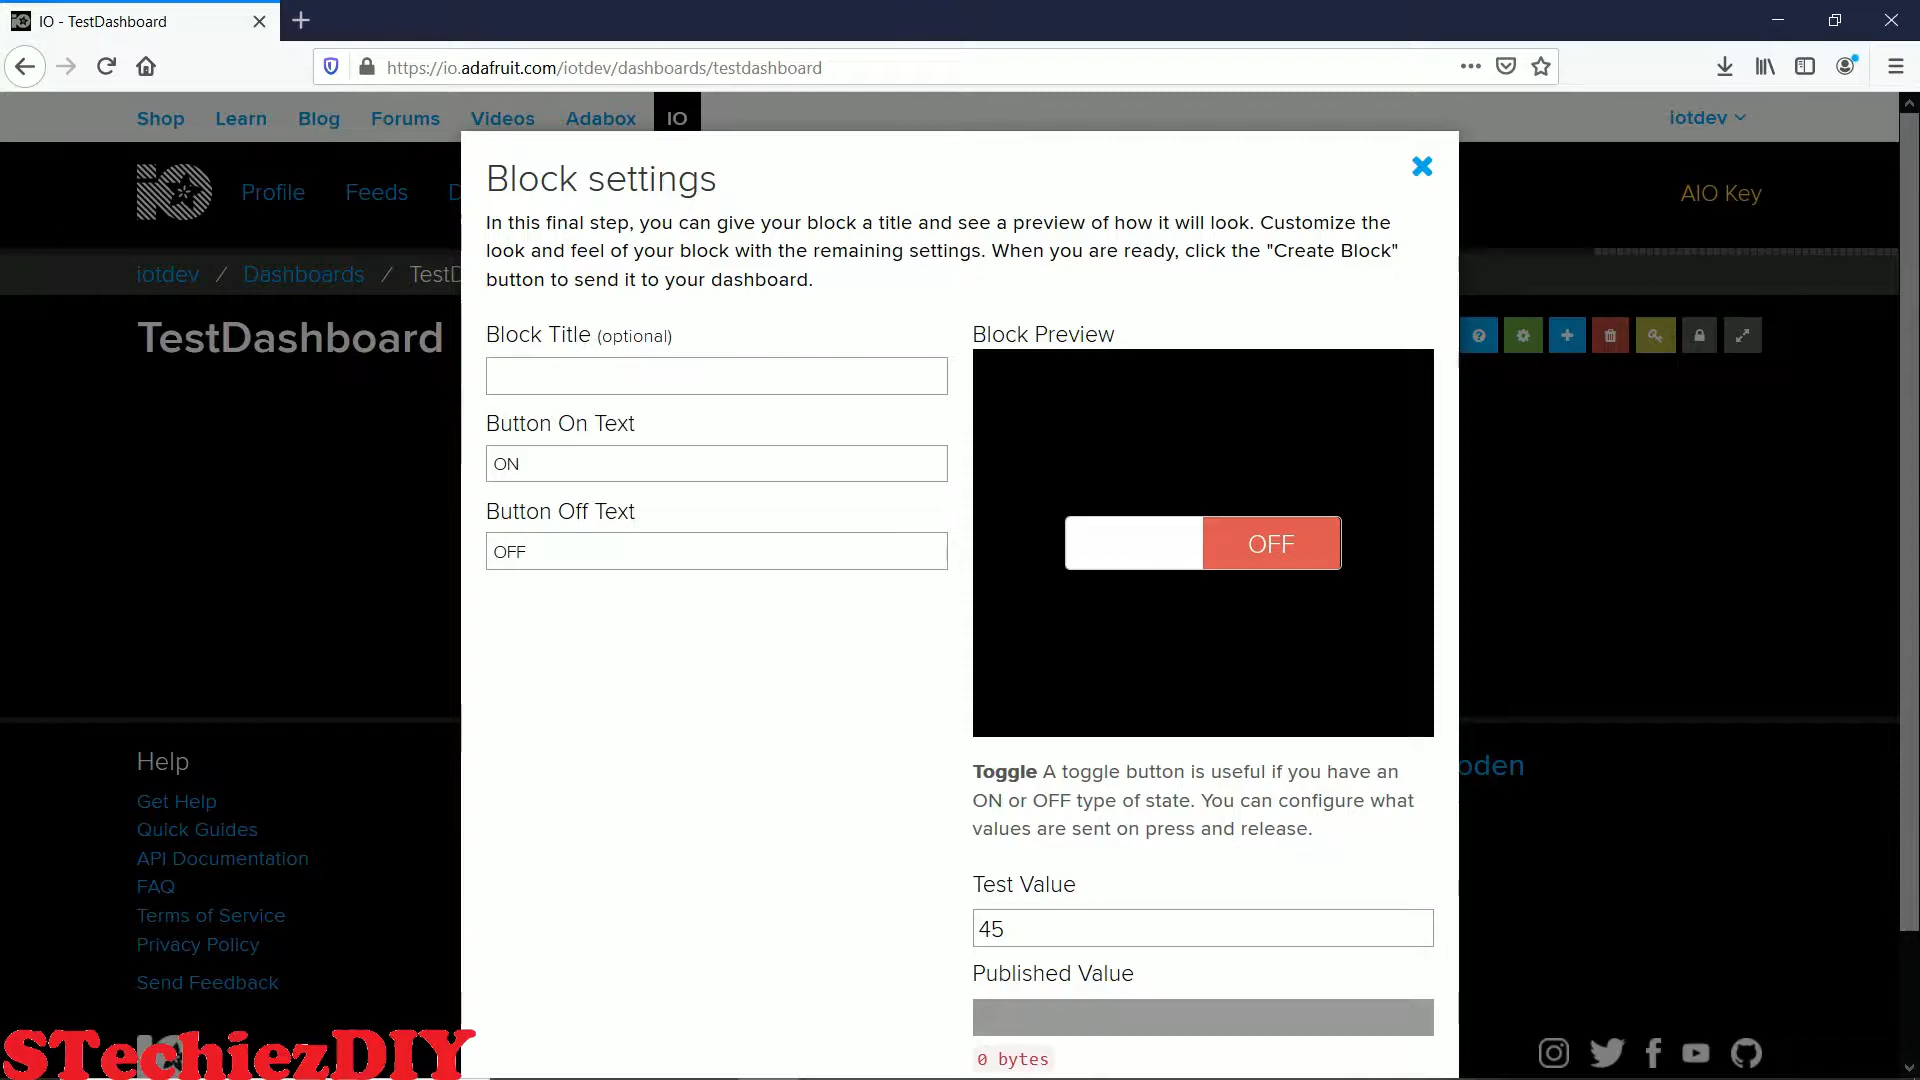 IO - TestDashboard
https://io.adafruit.com/iotdev/dashboards/testdashboard
Shop Learn Blog Forums Videos Adabox IO
iotdev
Profile Feeds D
AIO Key
iotdev / Dashboards / TestD
TestDashboard
Block settings
In this final step, you can give your block a title and see a preview of how it will look. Customize the
look and feel of your block with the remaining settings. When you are ready, click the "Create Block"
button to send it to your dashboard.
Block Title (optional)
Button On Text
ON
Button Off Text
OFF
Block Preview
OFF
Toggle A toggle button is useful if you have an
ON or OFF type of state. You can configure what
values are sent on press and release.
Test Value
45
Published Value
0 bytes
Help
Get Help
Quick Guides
API Documentation
FAQ
Terms of Service
Privacy Policy
Send Feedback
oden
STechiezDIY